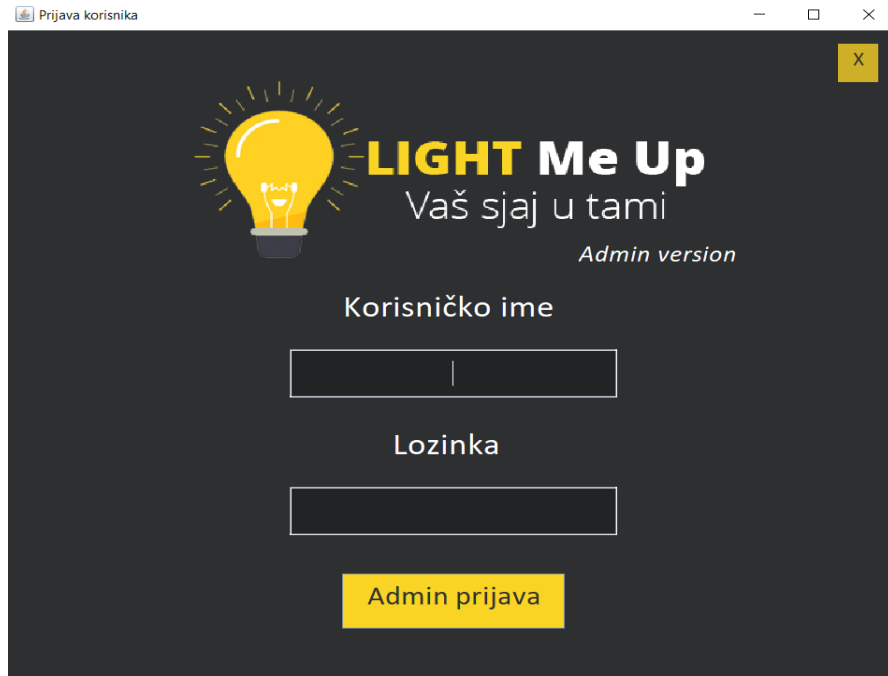 Prijava korisnika
X
LIGHT Me Up
Vaš sjaj u tami
Admin version
Korisničko ime
Lozinka
Admin prijava